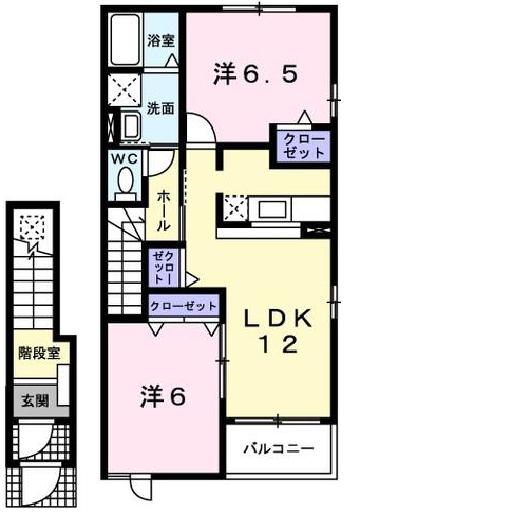 浴室
洋6.5
洗面
クロー
ゼット
WC
ホール
クロー
ゼット
クローゼット
LDK
12
階段室
洋6
玄関
バルコニー